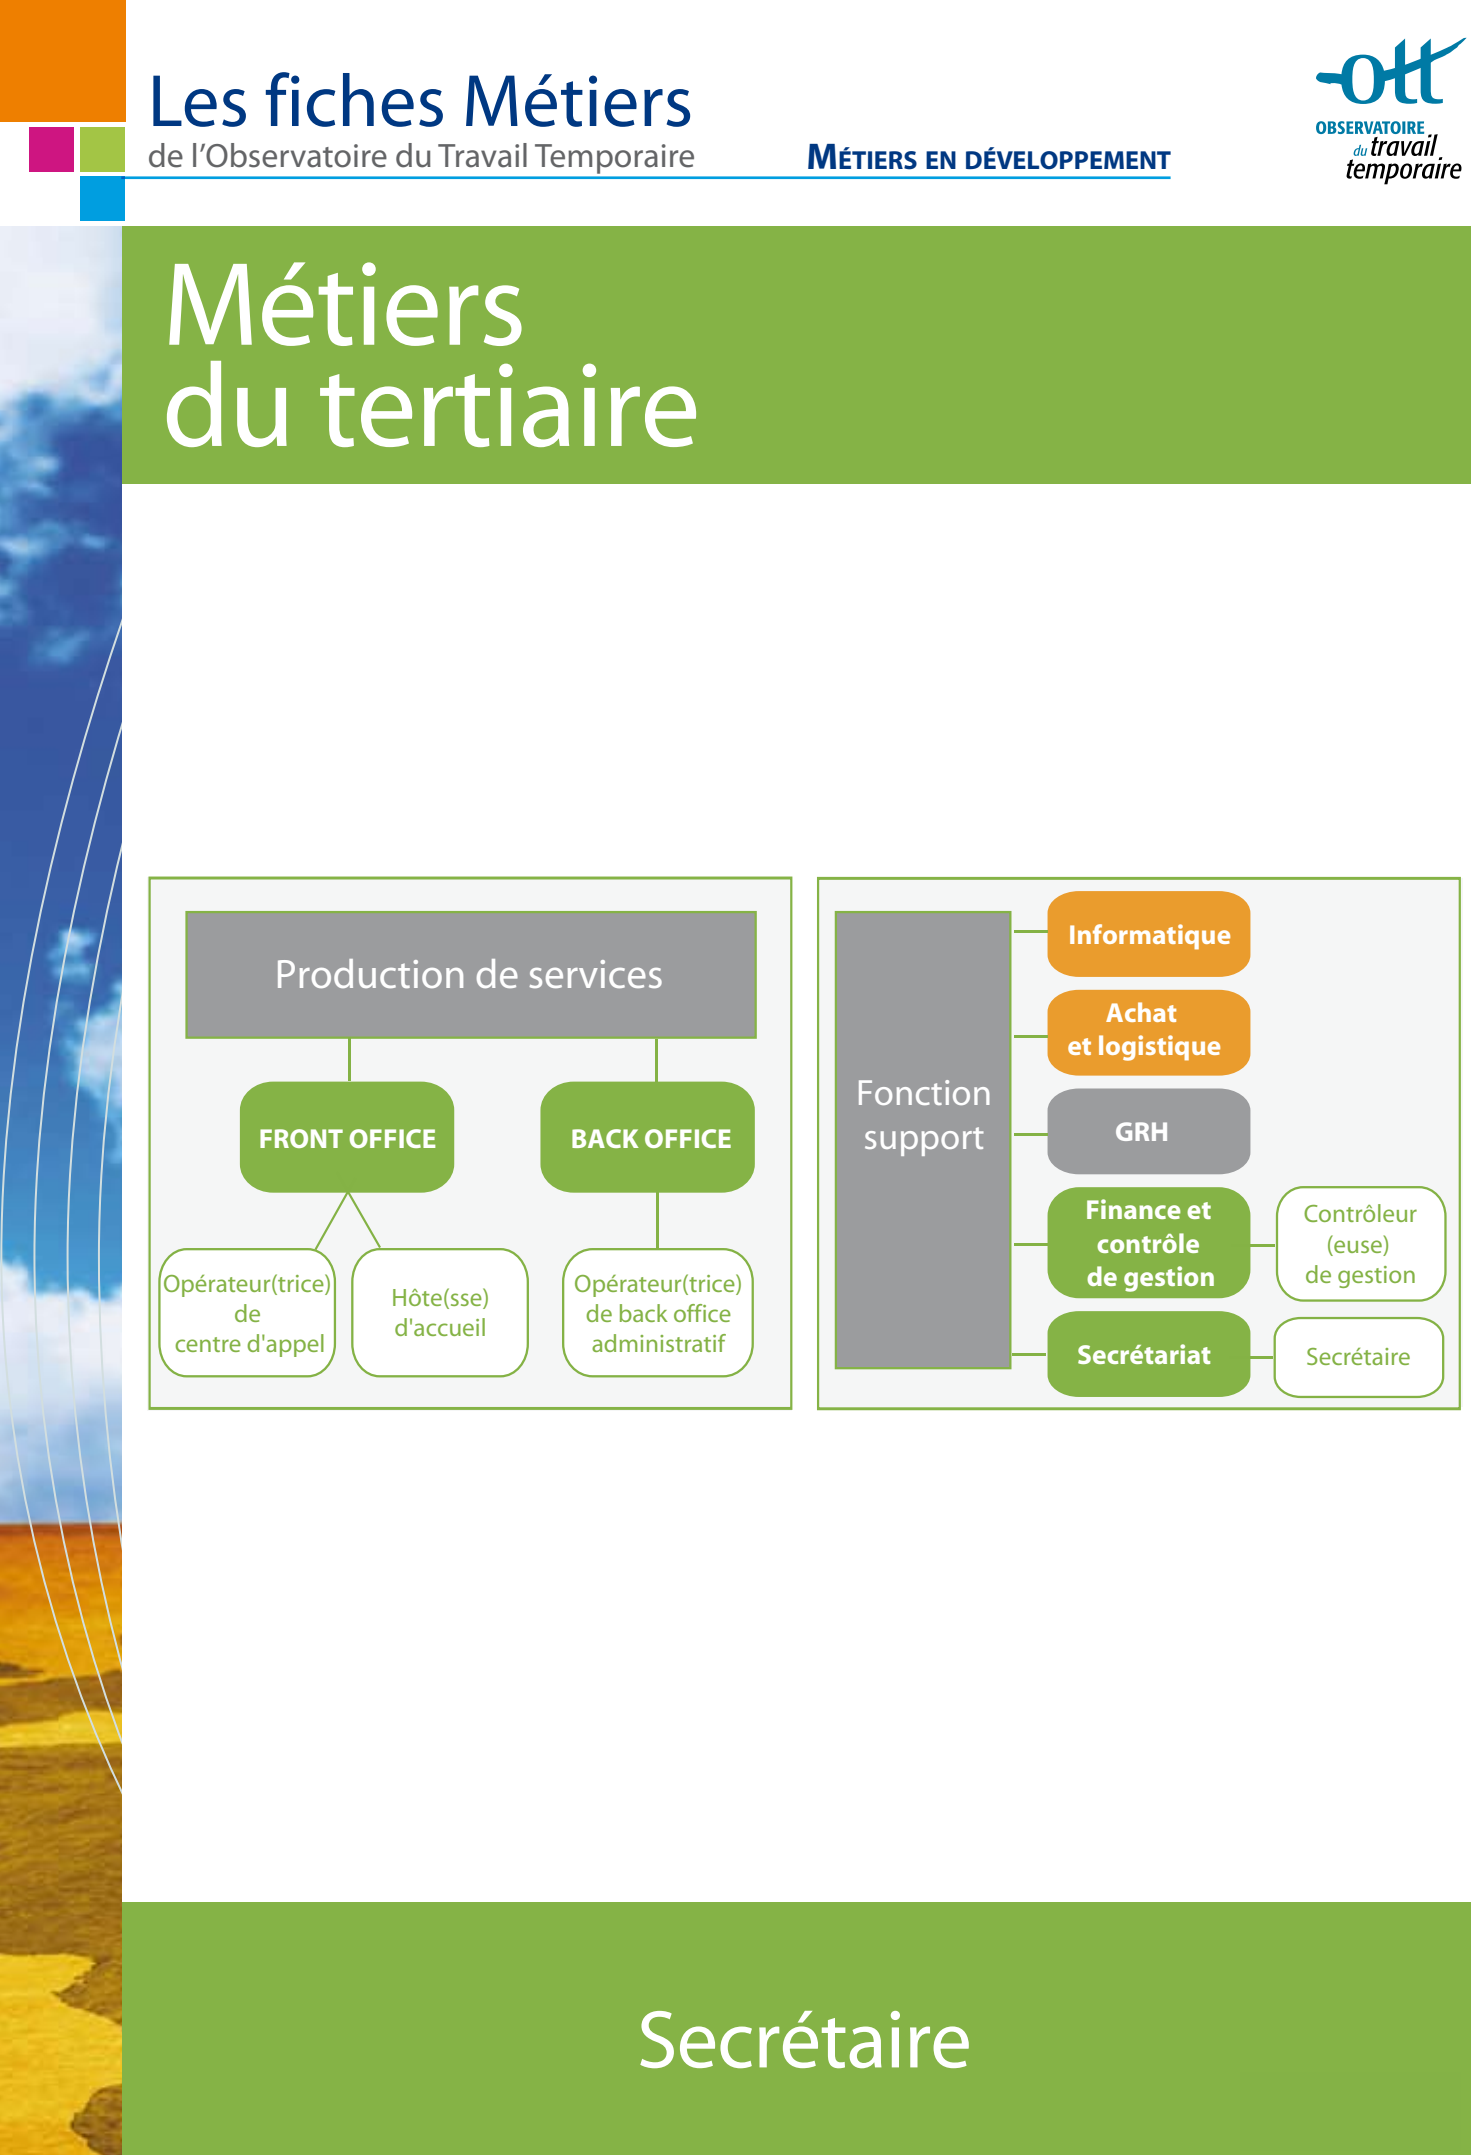 Les fiches Métiers
de l’Observatoire du Travail Temporaire
MÉTIERS EN DÉVELOPPEMENT
ott
OBSERVATOIRE
du travail
temporaire
Métiers
du tertiaire
Production de services
FRONT OFFICE
BACK OFFICE
Opérateur(trice)
de
centre d'appel
Hôte(sse)
d'accueil
Opérateur(trice)
de back office
administratif
Fonction
support
Informatique
Achat
et logistique
GRH
Finance et
contrôle
de gestion
Contrôleur
(euse)
de gestion
Secrétariat
Secrétaire
Secrétaire